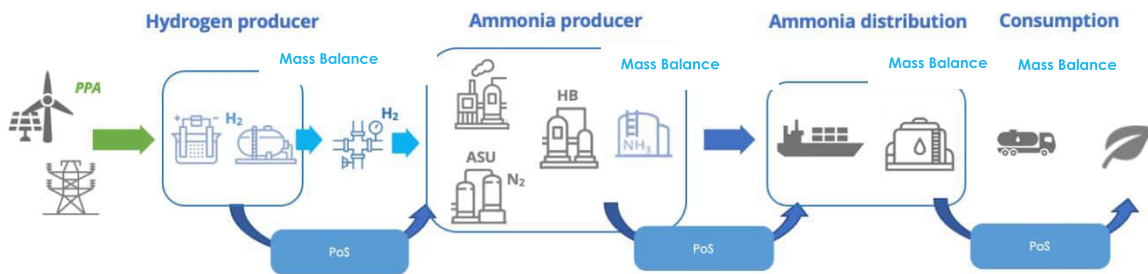 Hydrogen producer
Ammonia producer
Ammonia distribution
Consumption
Mass Balance
Mass Balance
Mass Balance
Mass Balance
PPA
H2
H2
HB
NH3
ASU
N2
PoS
PoS
PoS